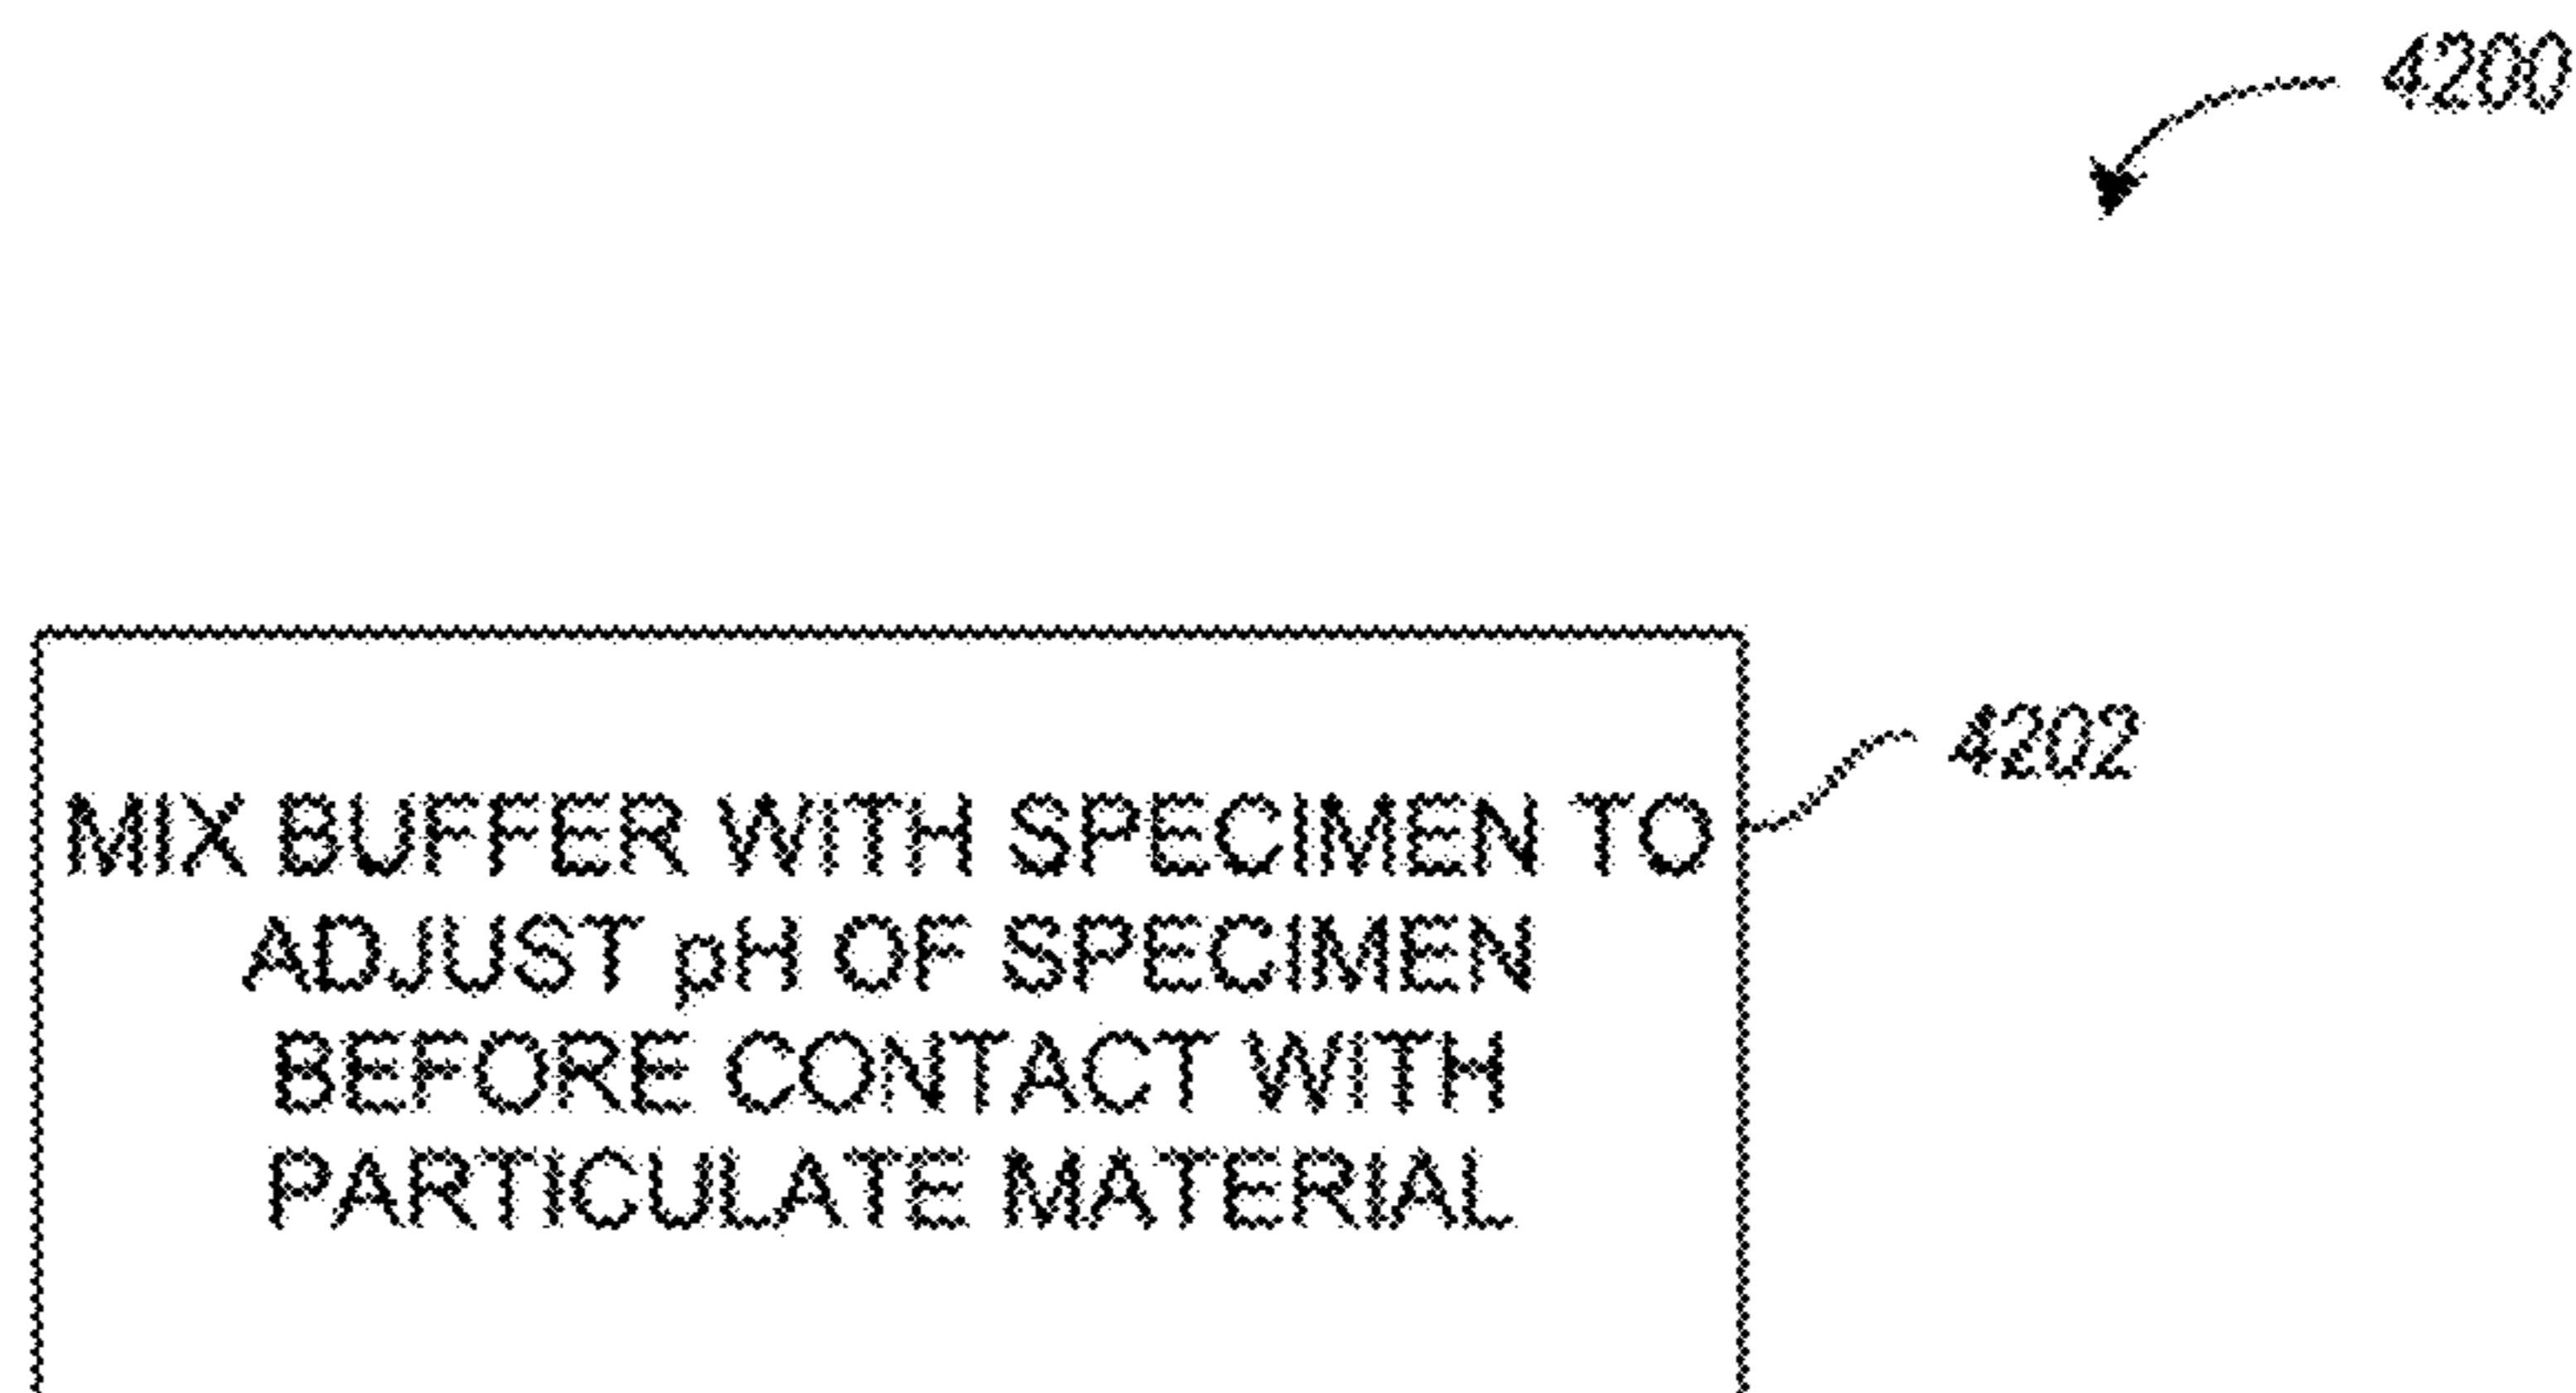 4200
4202
MIX BUFFER WITH SPECIMEN TO
ADJUST pH OF SPECIMEN
BEFORE CONTACT WITH
PARTICULATE MATERIAL